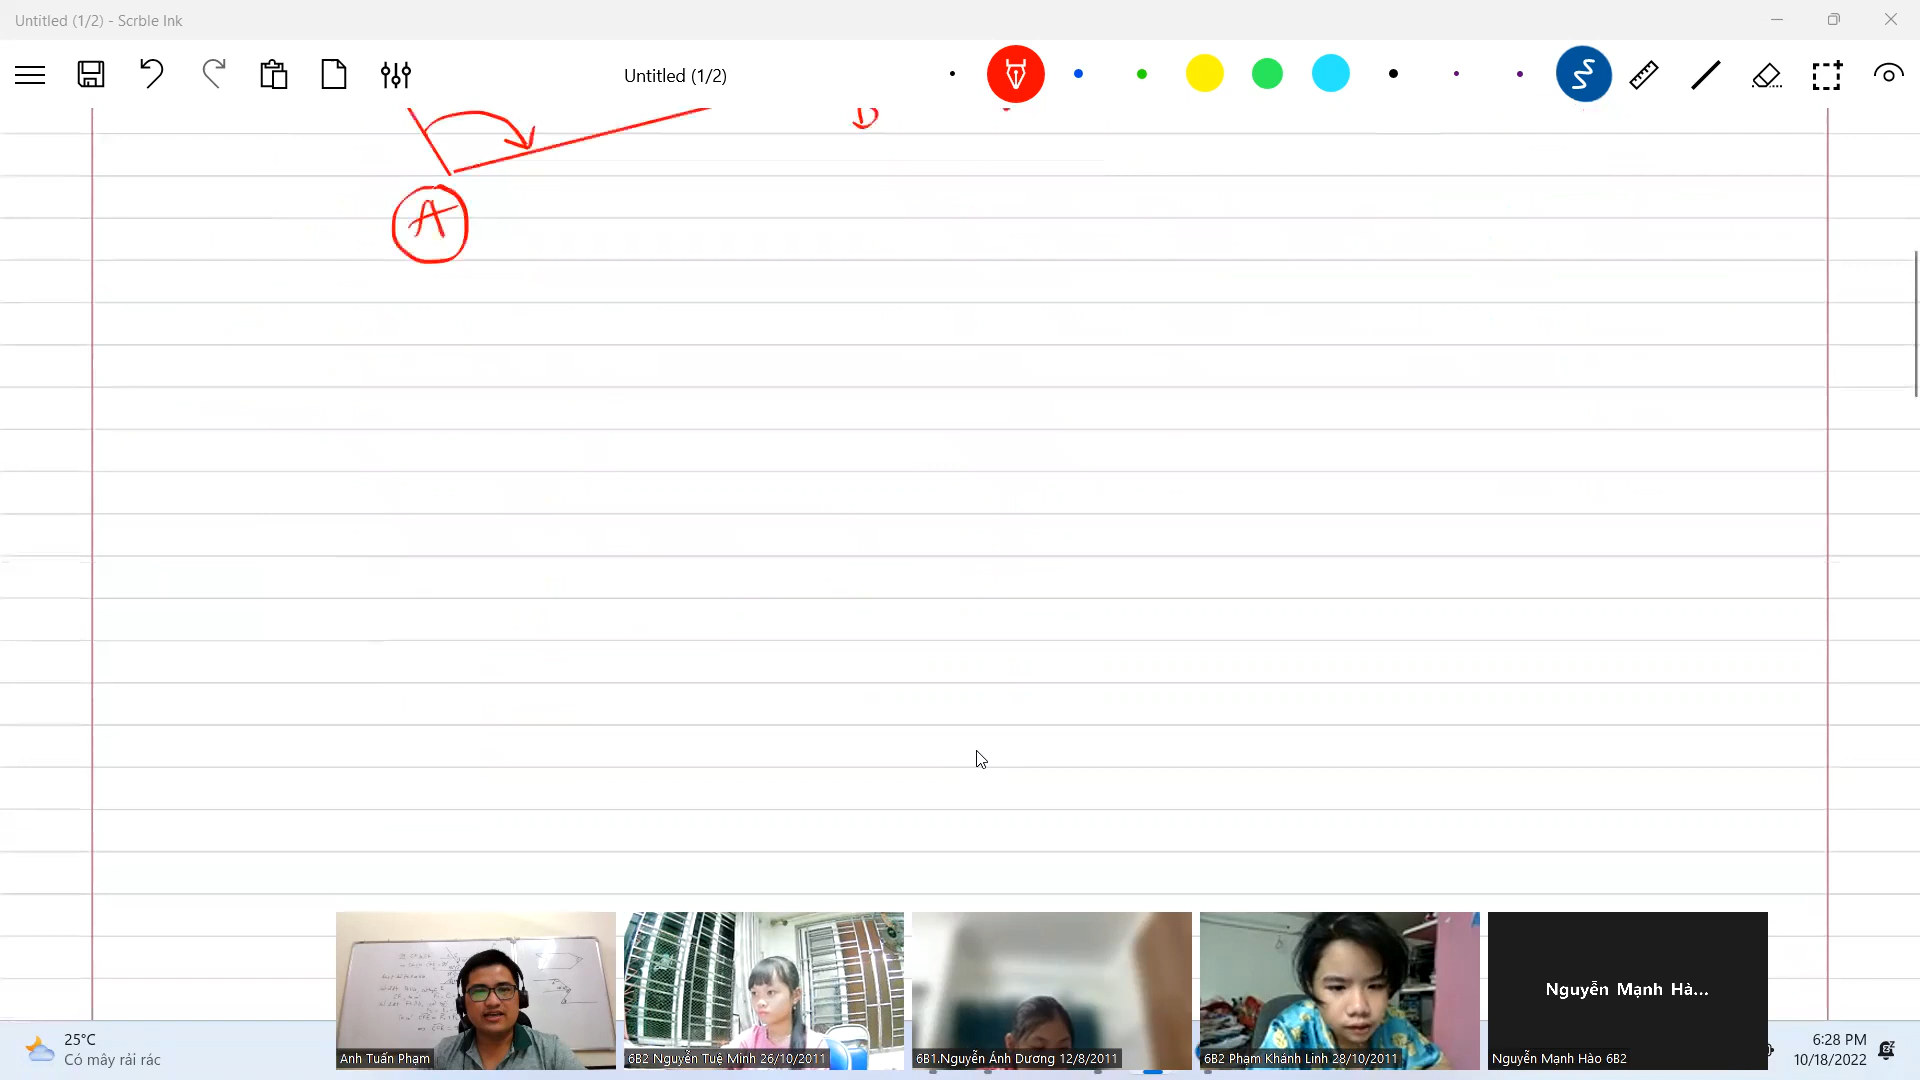 Untitled (1/2) - Scrble Ink
Untitled (1/2)
D
A
Nguyễn Mạnh Hà...
Anh Tuấn Phạm
6B2 Nguyễn Tuệ Minh 26/10/2011
6B1.Nguyễn Ánh Dương 12/8/2011
6B2 Phạm Khánh Linh 28/10/2011
Nguyễn Mạnh Hào 6B2
25°C
Có mây rải rác
6:28 PM
10/18/2022